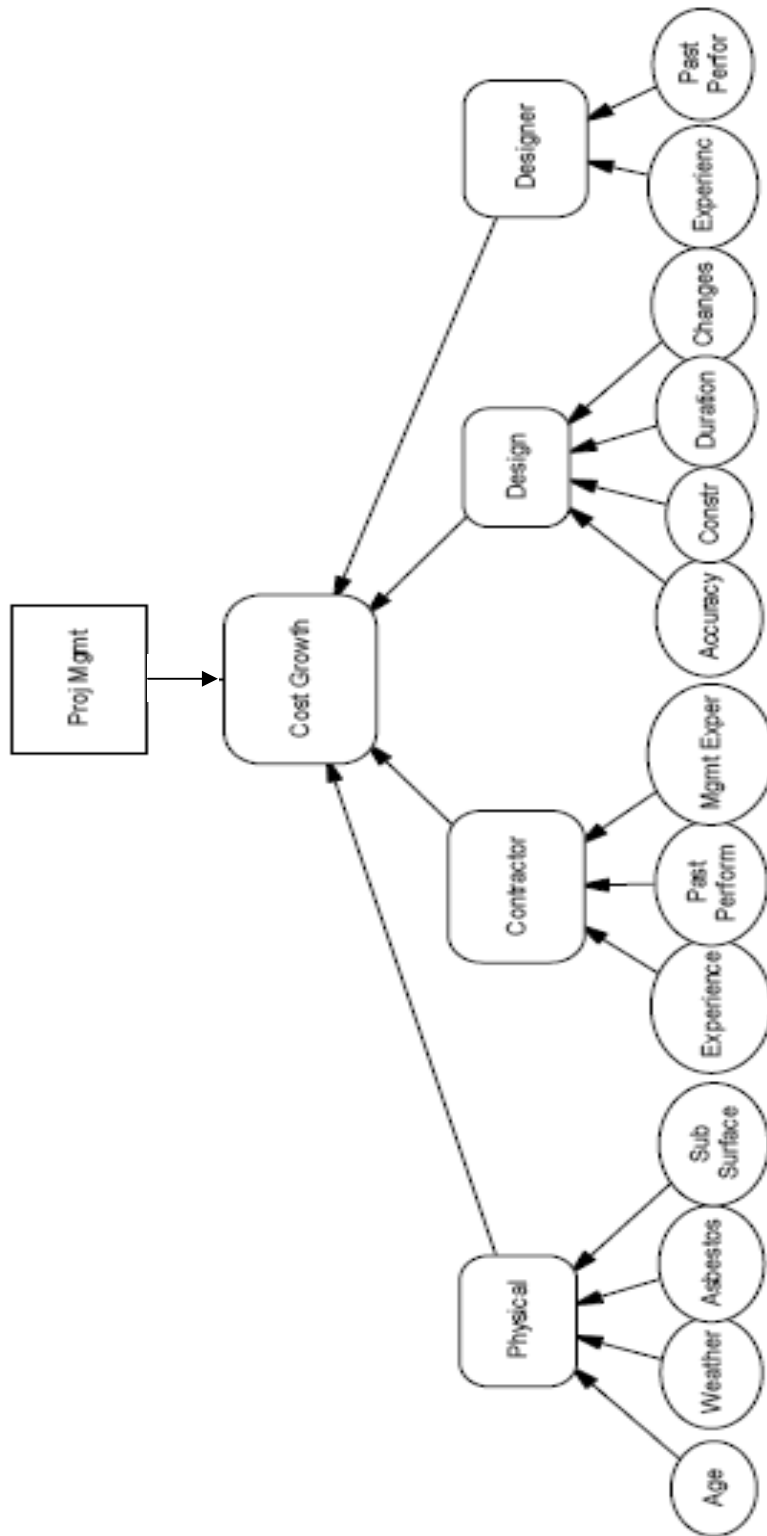 Proj Mgmt
Cost Growth
Physical
Contractor
Design
Designer
Age
Weather
Asbestos
Sub
Surface
Experience
Past
Perform
Mgmt Exper
Accuracy
Constr
Duration
Changes
Experienc
Past
Perfor